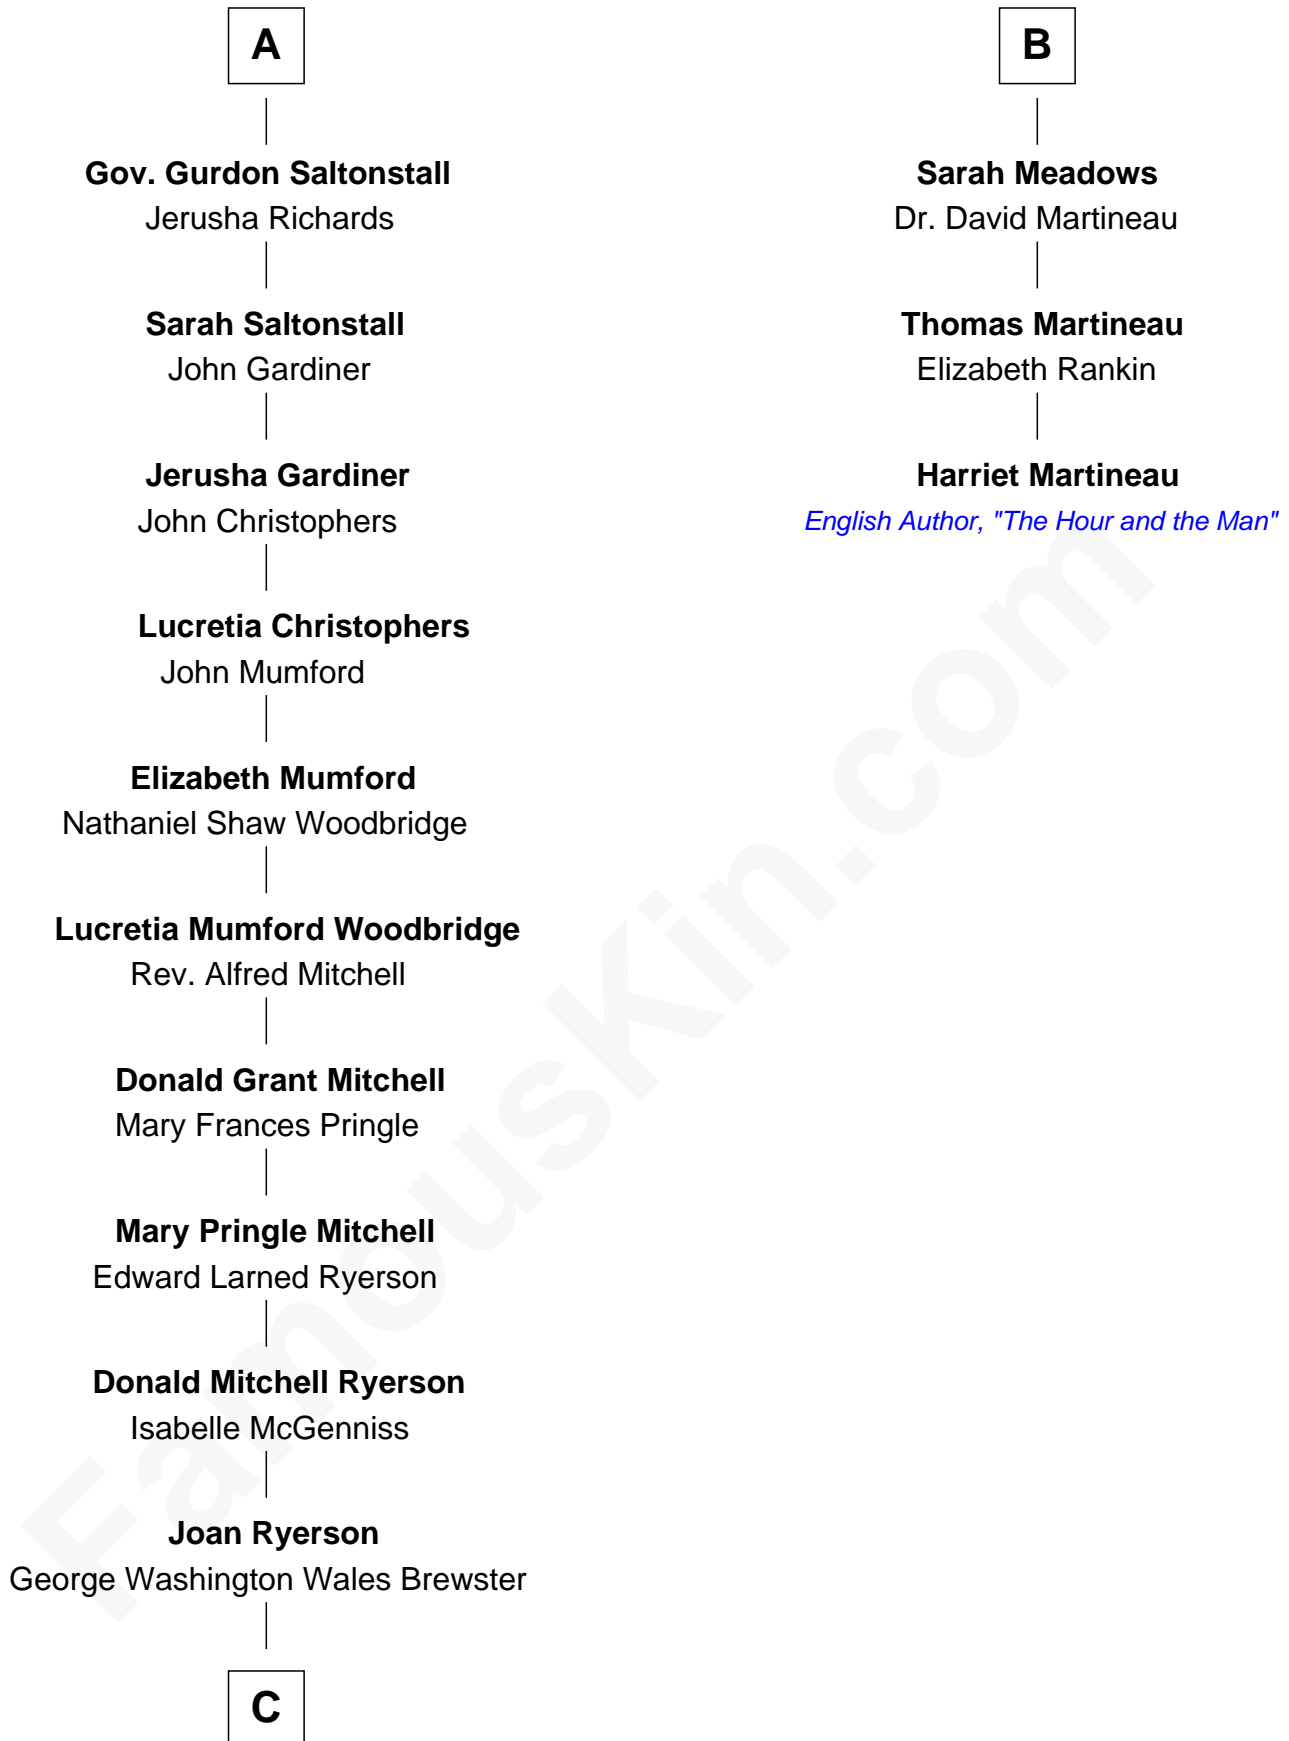 A
Gov. Gurdon Saltonstall
Jerusha Richards
Sarah Saltonstall
John Gardiner
Jerusha Gardiner
John Christophers
Lucretia Christophers
John Mumford
Elizabeth Mumford
Nathaniel Shaw Woodbridge
Lucretia Mumford Woodbridge
Rev. Alfred Mitchell
Donald Grant Mitchell
Mary Frances Pringle
Mary Pringle Mitchell
Edward Larned Ryerson
Donald Mitchell Ryerson
Isabelle McGenniss
Joan Ryerson
George Washington Wales Brewster
C
B
Sarah Meadows
Dr. David Martineau
Thomas Martineau
Elizabeth Rankin
Harriet Martineau
English Author, "The Hour and the Man"
FamousKin.com